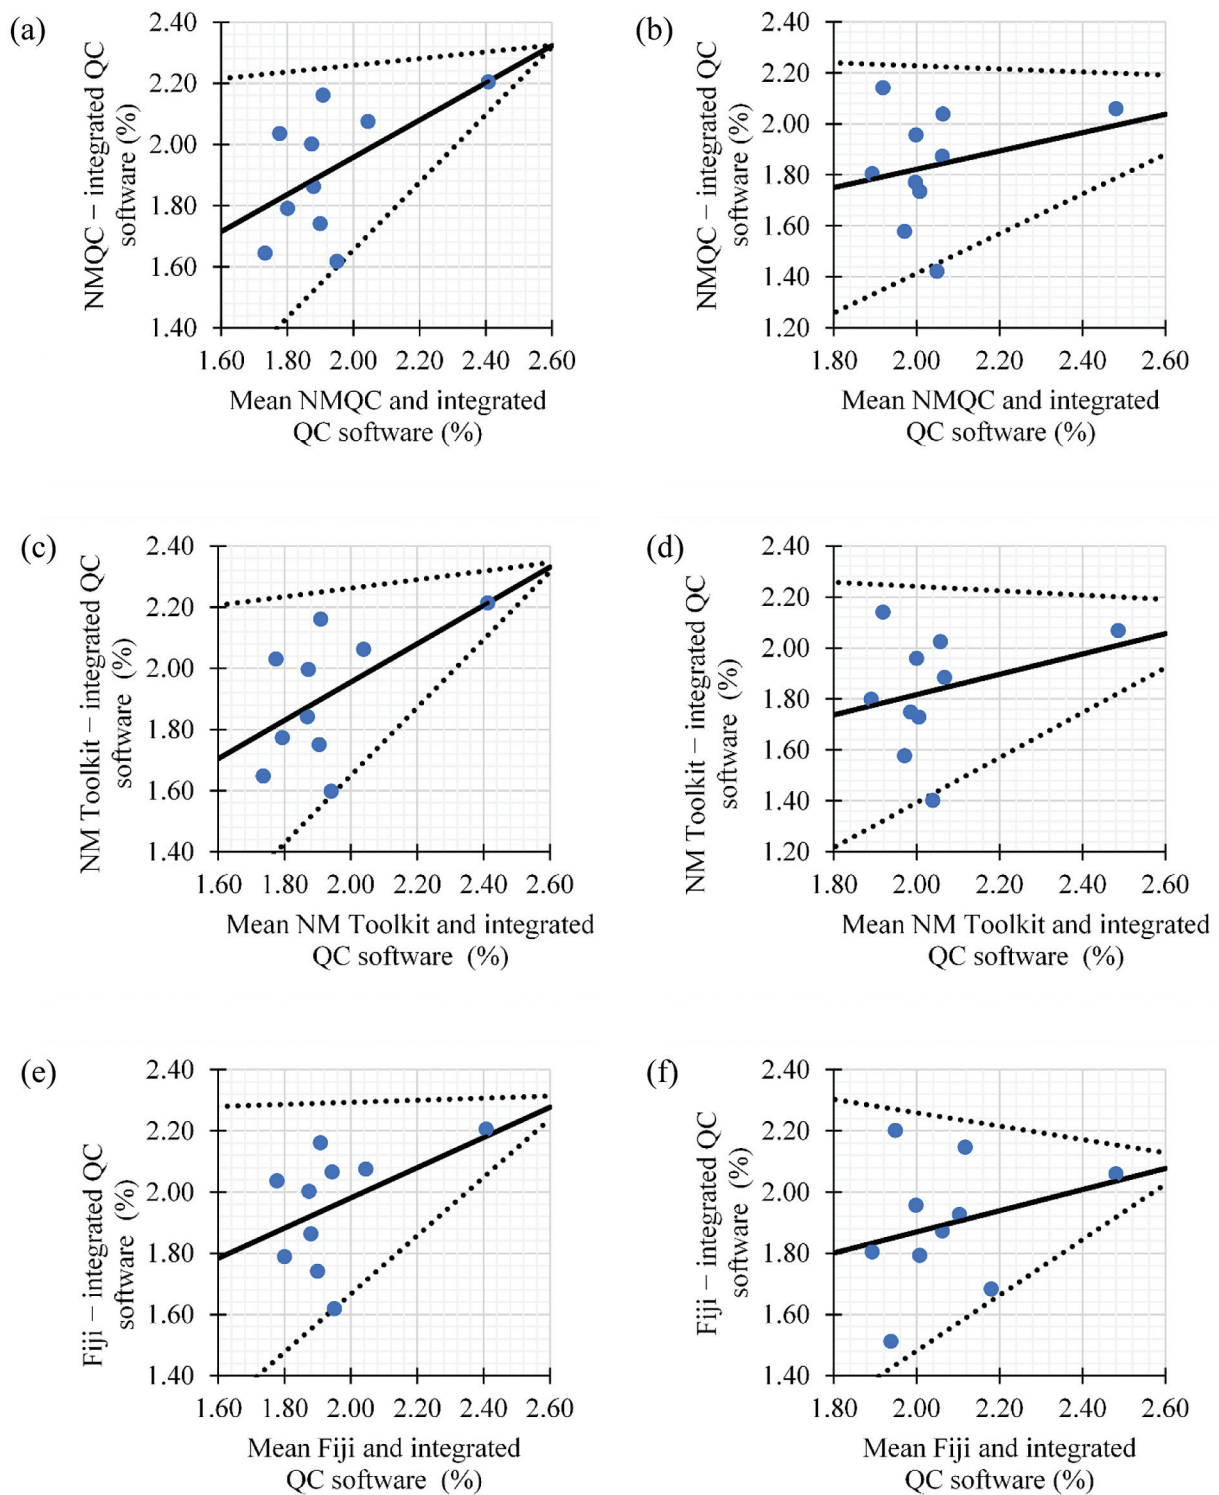 (a)
NMQC − integrated QC
software (%)
2.40
2.20
2.00
1.80
1.60
1.40
1.60 1.80 2.00 2.20 2.40 2.60
Mean NMQC and integrated
QC software (%)
(b)
NMQC − integrated QC
software (%)
2.40
2.20
2.00
1.80
1.60
1.40
1.20
1.80 2.00 2.20 2.40 2.60
Mean NMQC and integrated
QC software (%)
(c)
NM Toolkit − integrated QC
software (%)
2.40
2.20
2.00
1.80
1.60
1.40
1.60 1.80 2.00 2.20 2.40 2.60
Mean NM Toolkit and integrated
QC software (%)
(d)
NM Toolkit − integrated QC
software (%)
2.40
2.20
2.00
1.80
1.60
1.40
1.20
1.80 2.00 2.20 2.40 2.60
Mean NM Toolkit and integrated
QC software (%)
(e)
Fiji − integrated QC
software (%)
2.40
2.20
2.00
1.80
1.60
1.40
1.60 1.80 2.00 2.20 2.40 2.60
Mean Fiji and integrated
QC software (%)
(f)
Fiji − integrated QC
software (%)
2.40
2.20
2.00
1.80
1.60
1.40
1.80 2.00 2.20 2.40 2.60
Mean Fiji and integrated
QC software (%)